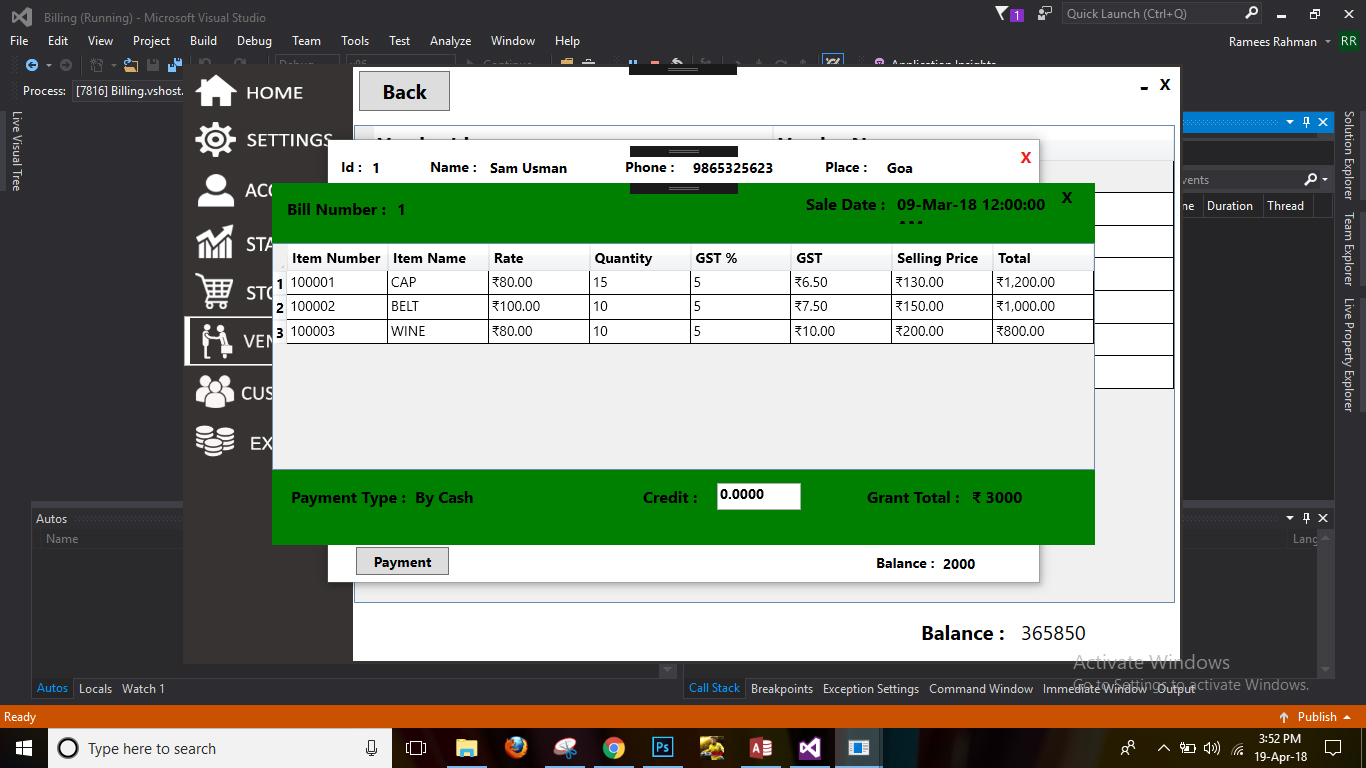 Billing (Running) - Microsoft Visual Studio
1
Quick Launch (Ctrl+Q)
File Edit View Project Build Debug Team Tools Test Analyze Window Help
Ramees Rahman RR
Application Insights
Process: [7816] Billing.vshost.
Live Visual Tree
HOME
SETTINGS
ACC
STA
STO
VEN
CUS
EX
Back
- X
Id : 1 Name : Sam Usman Phone : 9865325623 Place : Goa X
Bill Number : 1 Sale Date : 09-Mar-18 12:00:00 X
Item Number Item Name Rate Quantity GST % GST Selling Price Total
1 100001 CAP ₹80.00 15 5 ₹6.50 ₹130.00 ₹1,200.00
2 100002 BELT ₹100.00 10 5 ₹7.50 ₹150.00 ₹1,000.00
3 100003 WINE ₹80.00 10 5 ₹10.00 ₹200.00 ₹800.00
Payment Type : By Cash Credit : 0.0000 Grant Total : ₹ 3000
Payment Balance : 2000
Balance : 365850
vents
ne Duration Thread
Solution Explorer
Team Explorer
Live Property Explorer
Autos
Name
Lang
Autos Locals Watch 1
Call Stack Breakpoints Exception Settings Command Window Immediate Window Output
Activate Windows
Go to Settings to activate Windows.
Ready
Publish
Type here to search
Ps
3:52 PM
19-Apr-18